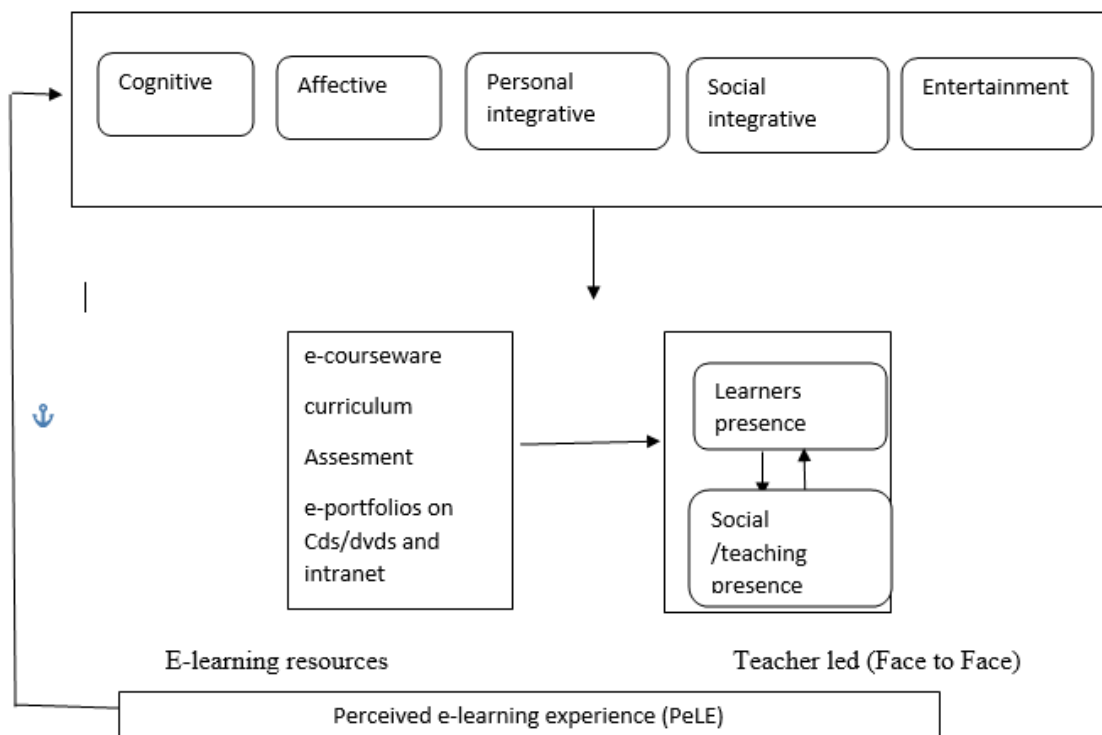 Cognitive
Affective
Personal
integrative
Social
integrative
Entertainment
e-courseware
curriculum
Assesment
e-portfolios on
Cds/dvds and
intranet
Learners
presence
Social
/teaching
presence
E-learning resources
Teacher led (Face to Face)
Perceived e-learning experience (PeLE)